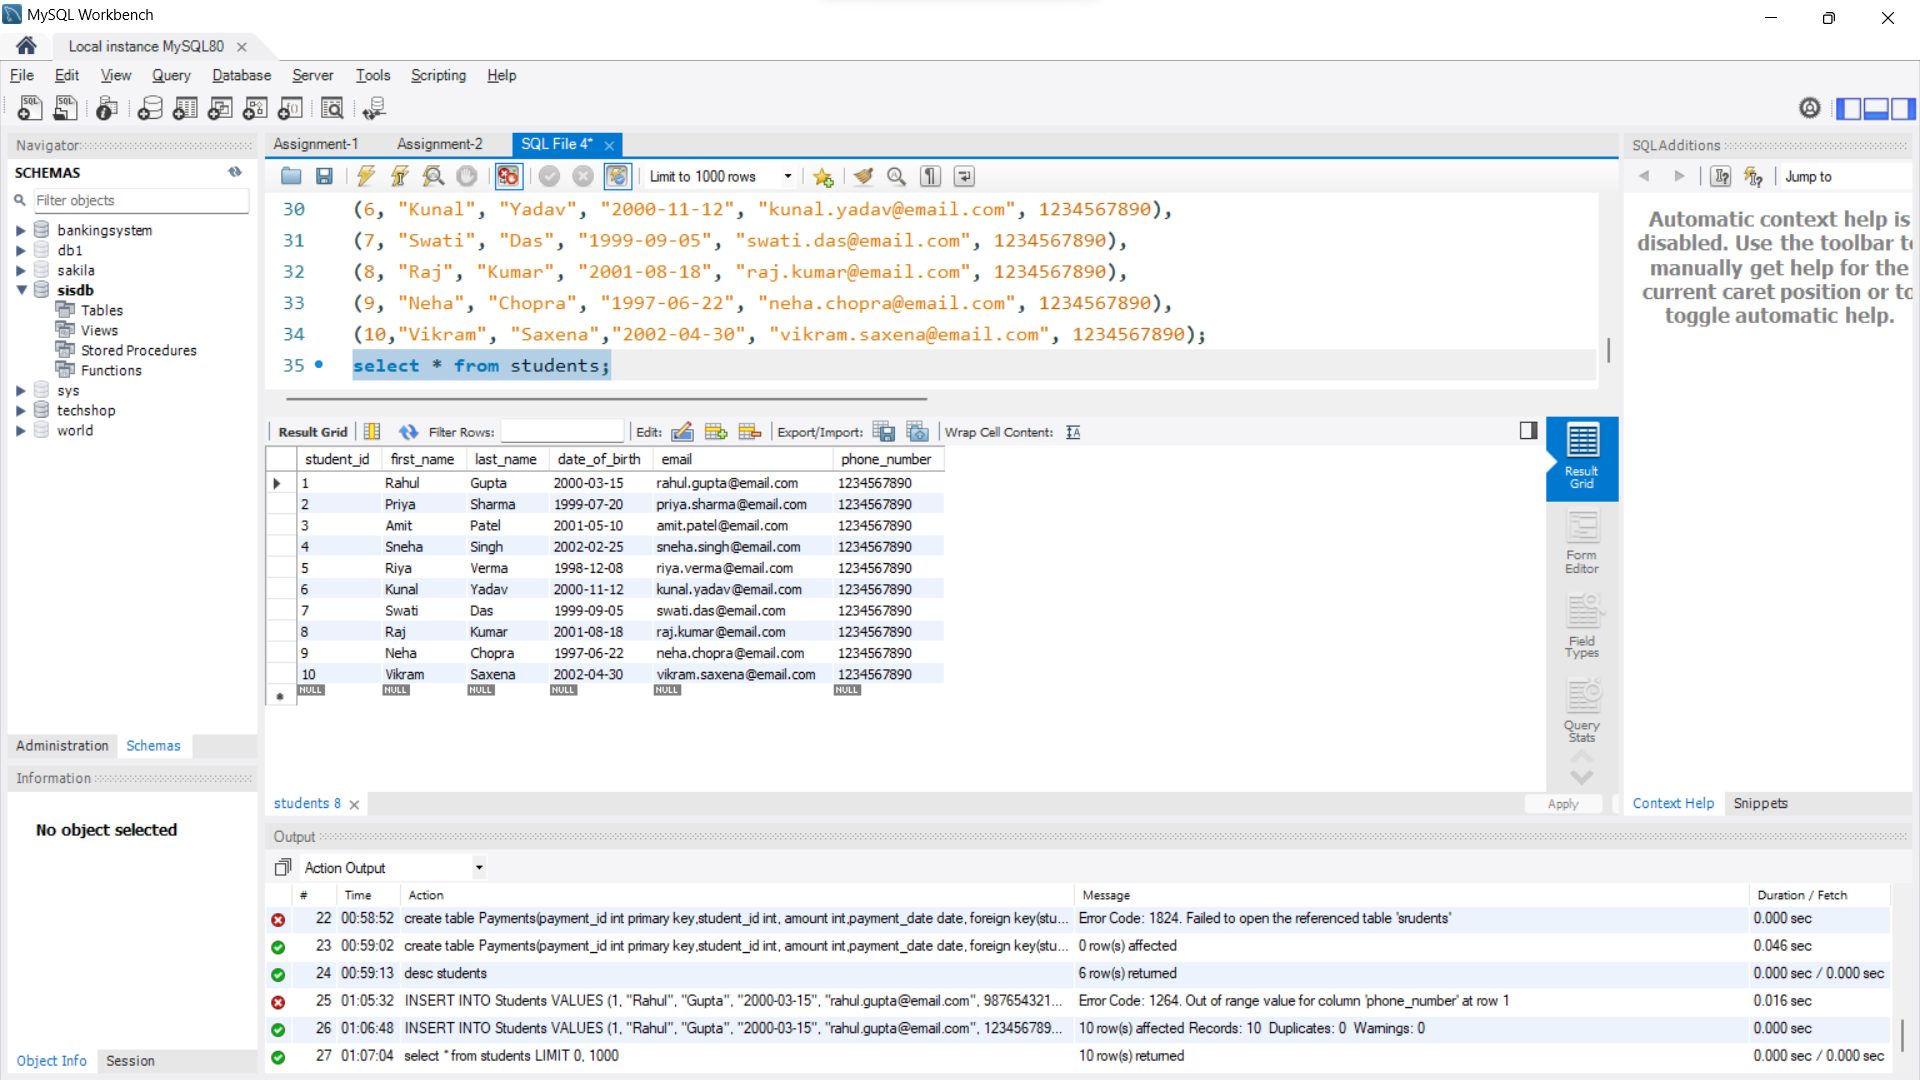 MySQL Workbench
Local instance MySQL80
File Edit View Query Database Server Tools Scripting Help
Navigator
SCHEMAS
Filter objects
bankingsystem
db1
sakila
sisdb
Tables
Views
Stored Procedures
Functions
sys
techshop
world
Administration Schemas
Information
No object selected
Object Info Session
Assignment-1 Assignment-2 SQL File 4*
Limit to 1000 rows
30 (6, "Kunal", "Yadav", "2000-11-12", "kunal.yadav@email.com", 1234567890),
31 (7, "Swati", "Das", "1999-09-05", "swati.das@email.com", 1234567890),
32 (8, "Raj", "Kumar", "2001-08-18", "raj.kumar@email.com", 1234567890),
33 (9, "Neha", "Chopra", "1997-06-22", "neha.chopra@email.com", 1234567890),
34 (10,"Vikram", "Saxena","2002-04-30", "vikram.saxena@email.com", 1234567890);
35 select * from students;
Result Grid Filter Rows: Edit: Export/Import: Wrap Cell Content:
student_id first_name last_name date_of_birth email phone_number
1 Rahul Gupta 2000-03-15 rahul.gupta@email.com 1234567890
2 Priya Sharma 1999-07-20 priya.sharma@email.com 1234567890
3 Amit Patel 2001-05-10 amit.patel@email.com 1234567890
4 Sneha Singh 2002-02-25 sneha.singh@email.com 1234567890
5 Riya Verma 1998-12-08 riya.verma@email.com 1234567890
6 Kunal Yadav 2000-11-12 kunal.yadav@email.com 1234567890
7 Swati Das 1999-09-05 swati.das@email.com 1234567890
8 Raj Kumar 2001-08-18 raj.kumar@email.com 1234567890
9 Neha Chopra 1997-06-22 neha.chopra@email.com 1234567890
10 Vikram Saxena 2002-04-30 vikram.saxena@email.com 1234567890
NULL NULL NULL NULL NULL NULL
Result
Grid
Form
Editor
Field
Types
Query
Stats
students 8
Apply
SQLAdditions
Jump to
Automatic context help is
disabled. Use the toolbar to
manually get help for the
current caret position or to
toggle automatic help.
Context Help Snippets
Output
Action Output
# Time Action Message Duration / Fetch
22 00:58:52 create table Payments(payment_id int primary key,student_id int, amount int,payment_date date, foreign key(stu... Error Code: 1824. Failed to open the referenced table 'srudents' 0.000 sec
23 00:59:02 create table Payments(payment_id int primary key,student_id int, amount int,payment_date date, foreign key(stu... 0 row(s) affected 0.046 sec
24 00:59:13 desc students 6 row(s) returned 0.000 sec / 0.000 sec
25 01:05:32 INSERT INTO Students VALUES (1, "Rahul", "Gupta", "2000-03-15", "rahul.gupta@email.com", 987654321... Error Code: 1264. Out of range value for column 'phone_number' at row 1 0.016 sec
26 01:06:48 INSERT INTO Students VALUES (1, "Rahul", "Gupta", "2000-03-15", "rahul.gupta@email.com", 123456789... 10 row(s) affected Records: 10 Duplicates: 0 Warnings: 0 0.000 sec
27 01:07:04 select * from students LIMIT 0, 1000 10 row(s) returned 0.000 sec / 0.000 sec